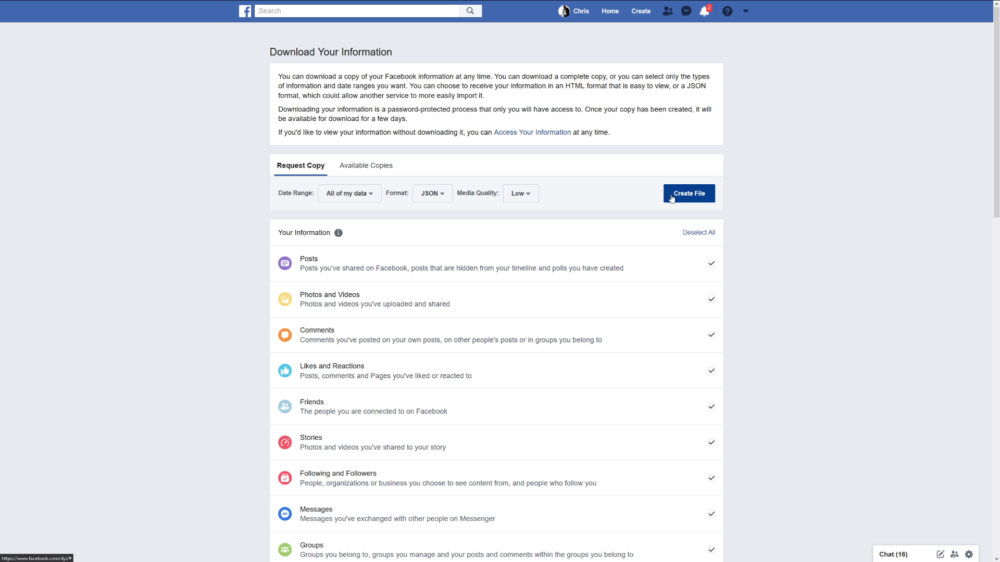 Search
Chris Home Create 2
Download Your Information
You can download a copy of your Facebook information at any time. You can download a complete copy, or you can select only the types
of information and date ranges you want. You can choose to receive your information in an HTML format that is easy to view, or a JSON
format, which could allow another service to more easily import it.
Downloading your information is a password-protected process that only you will have access to. Once your copy has been created, it will
be available for download for a few days.
If you'd like to view your information without downloading it, you can Access Your Information at any time.
Request Copy Available Copies
Date Range: All of my data Format: JSON Media Quality: Low Create File
Your Information Deselect All
Posts
Posts you've shared on Facebook, posts that are hidden from your timeline and polls you have created
Photos and Videos
Photos and videos you've uploaded and shared
Comments
Comments you've posted on your own posts, on other people's posts or in groups you belong to
Likes and Reactions
Posts, comments and Pages you've liked or reacted to
Friends
The people you are connected to on Facebook
Stories
Photos and videos you've shared to your story
Following and Followers
People, organizations or business you choose to see content from, and people who follow you
Messages
Messages you've exchanged with other people on Messenger
Groups
Groups you belong to, groups you manage and your posts and comments within the groups you belong to
https://www.facebook.com/dyi/#
Chat (16)